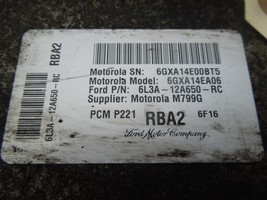 Motorola SN: 6GXA14E00BT5
Motorola Model: 6GXA14EA06
Ford P/N: 6L3A-12A650-RC
Supplier: Motorola M799G
PCM P221 RBA2 6F16
Ford Motor Company,
RBA2
6L3A-12A650-RC